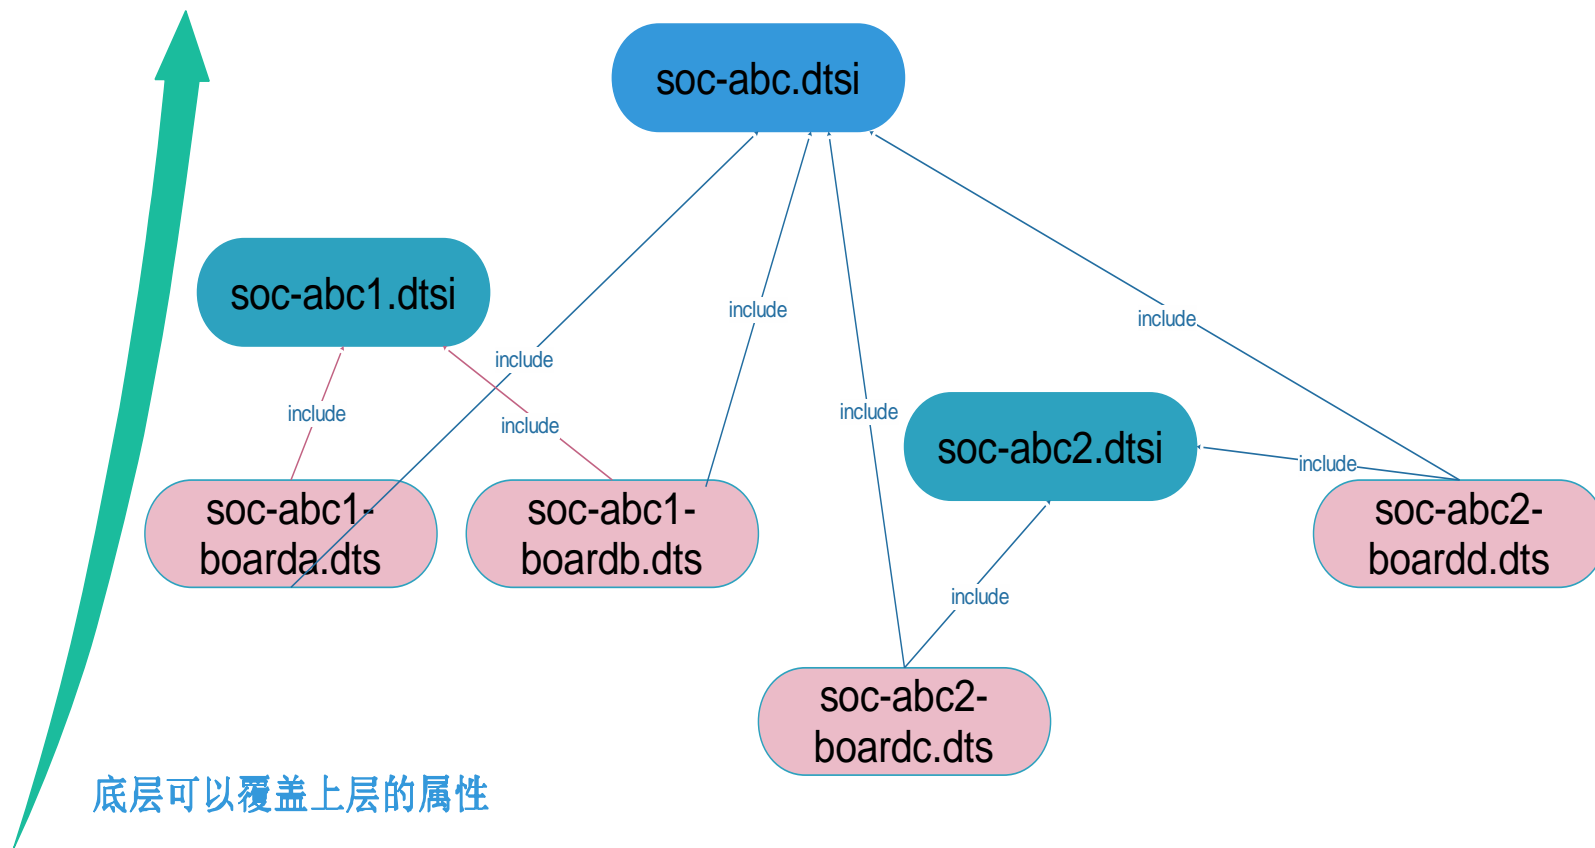 soc-abc.dtsi
soc-abc1.dtsi
include
include
include
include
include
include
include
include
soc-abc2.dtsi
soc-abc1-
boarda.dts
soc-abc1-
boardb.dts
soc-abc2-
boardd.dts
soc-abc2-
boardc.dts
底层可以覆盖上层的属性